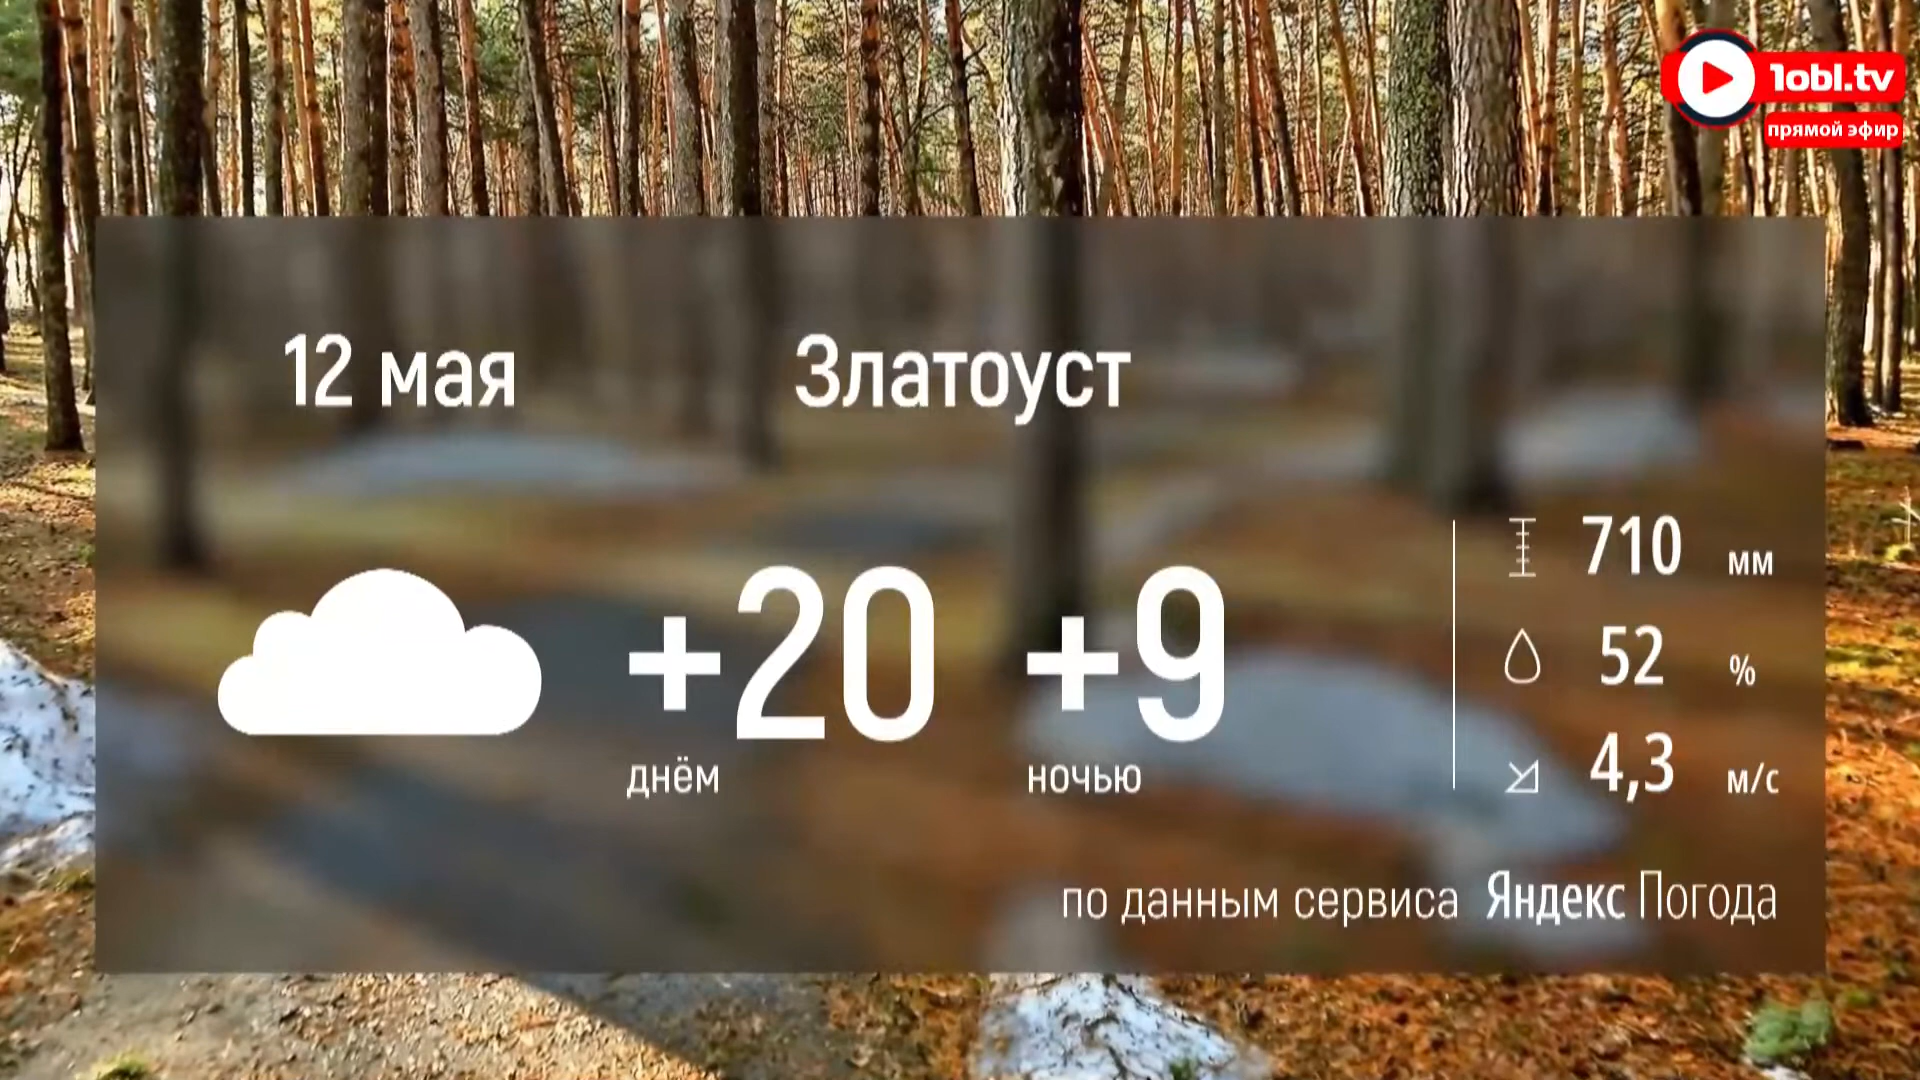 1obl.tv
прямой эфир
12 мая
Златоуст
+20
днём
+9
ночью
710 мм
52 %
4,3 м/с
по данным сервиса Яндекс Погода